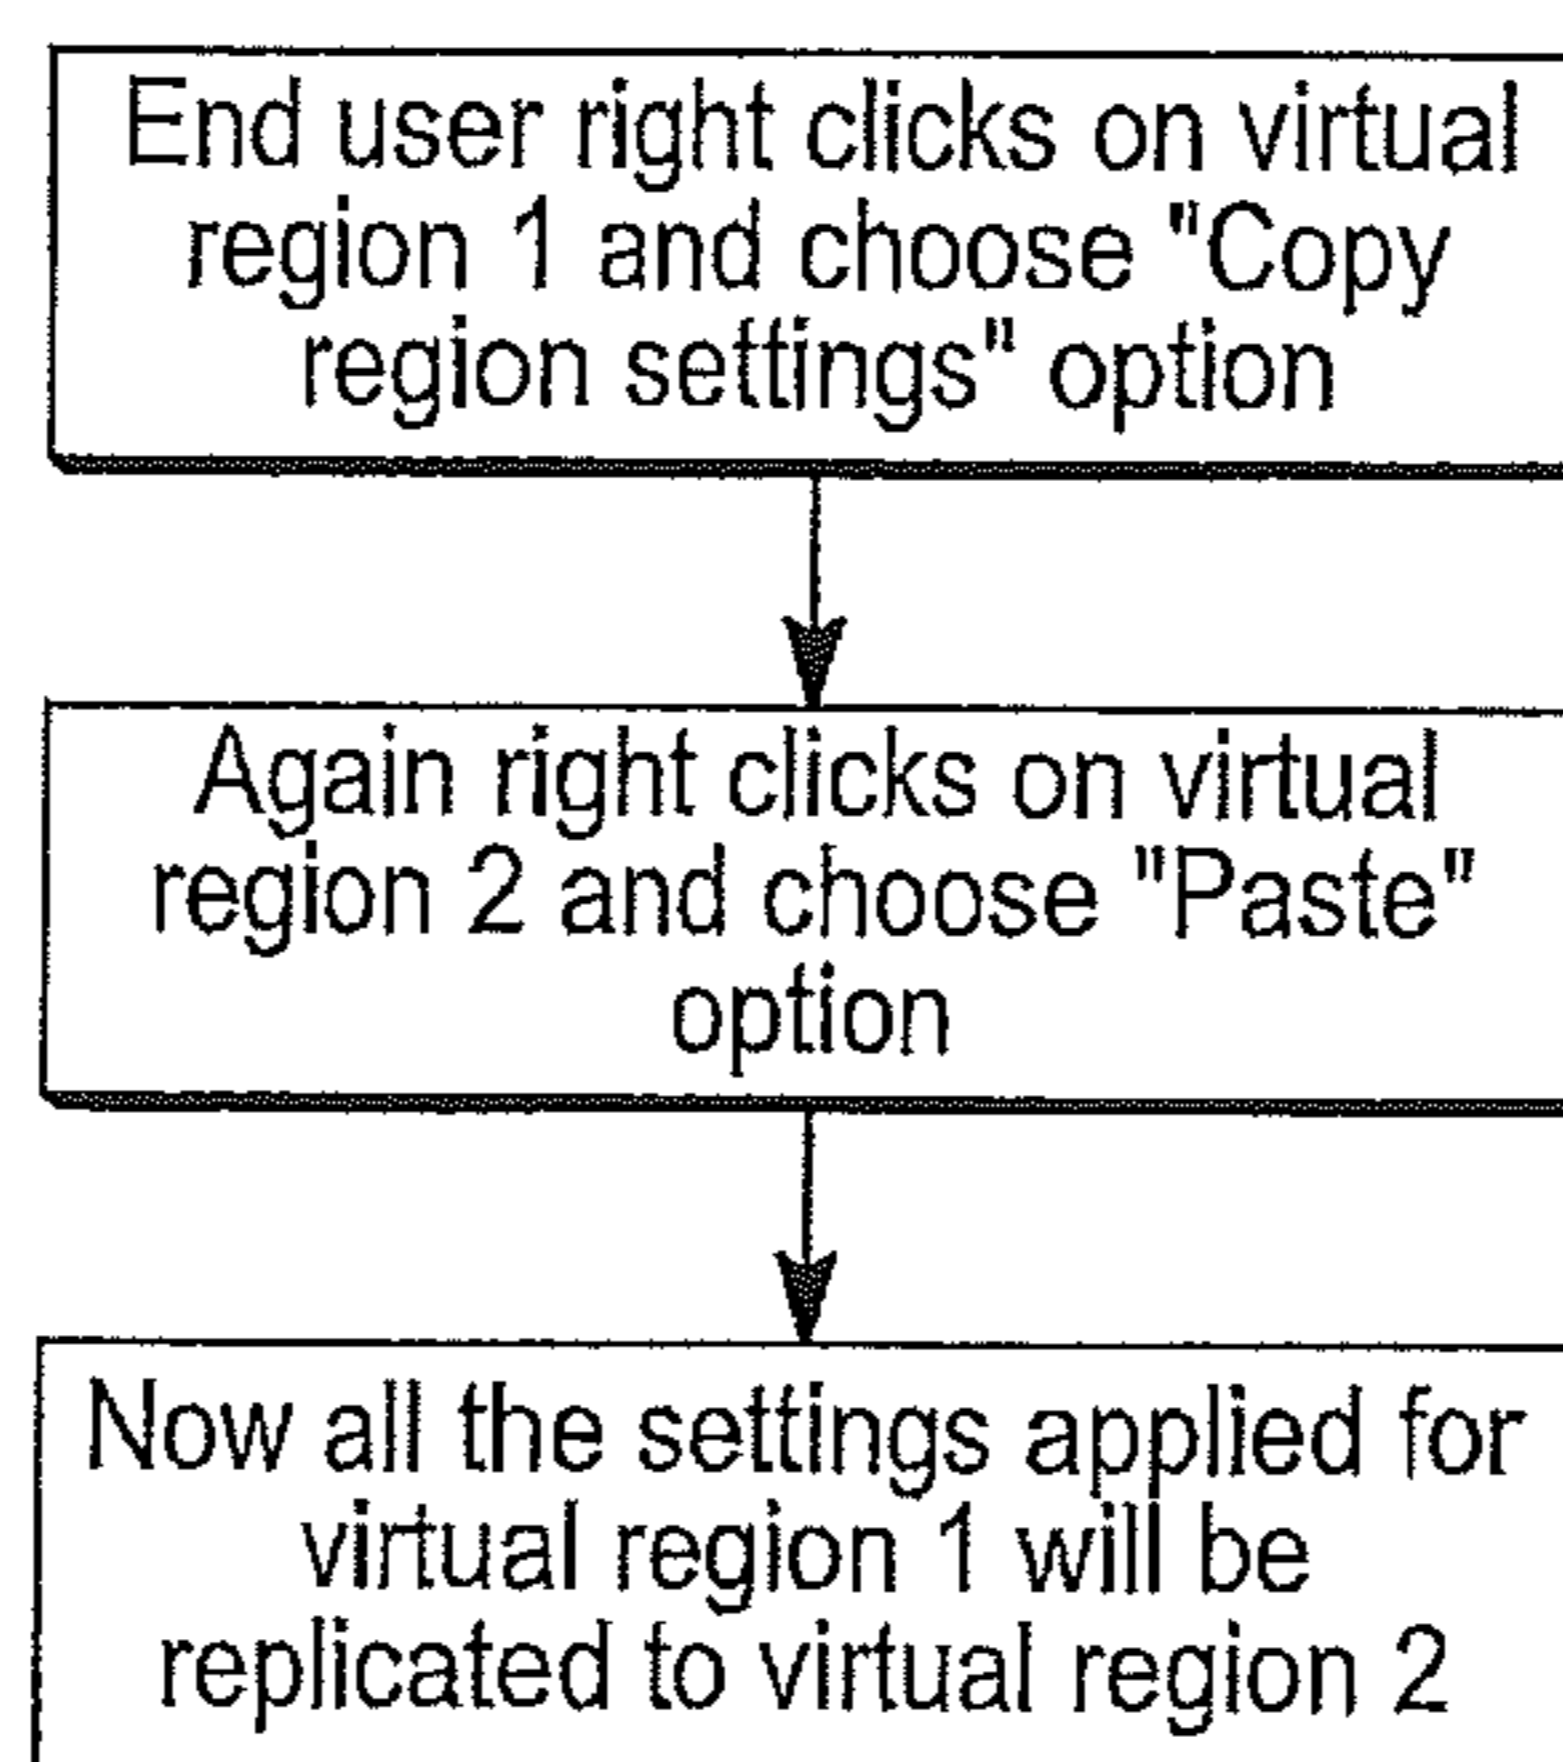 End user right clicks on virtual
region 1 and choose "Copy
region settings" option
Again right clicks on virtual
region 2 and choose "Paste"
option
Now all the settings applied for
virtual region 1 will be
replicated to virtual region 2